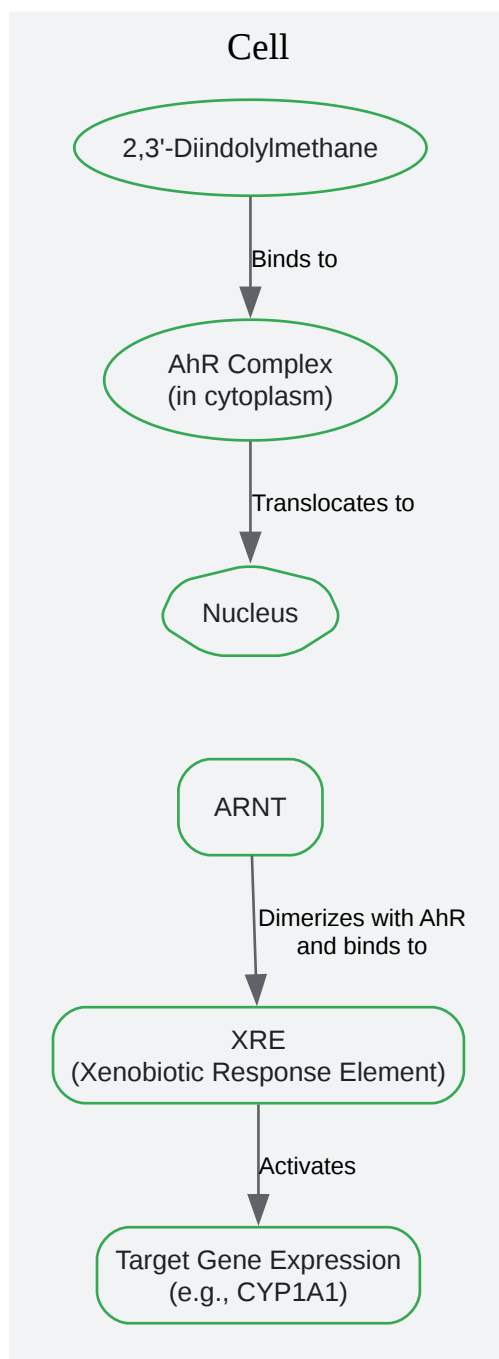 Cell
2,3'-Diindolylmethane
Binds to
AhR Complex
(in cytoplasm)
Translocates to
Nucleus
ARNT
Dimerizes with AhR
and binds to
XRE
(Xenobiotic Response Element)
Activates
Target Gene Expression
(e.g., CYP1A1)